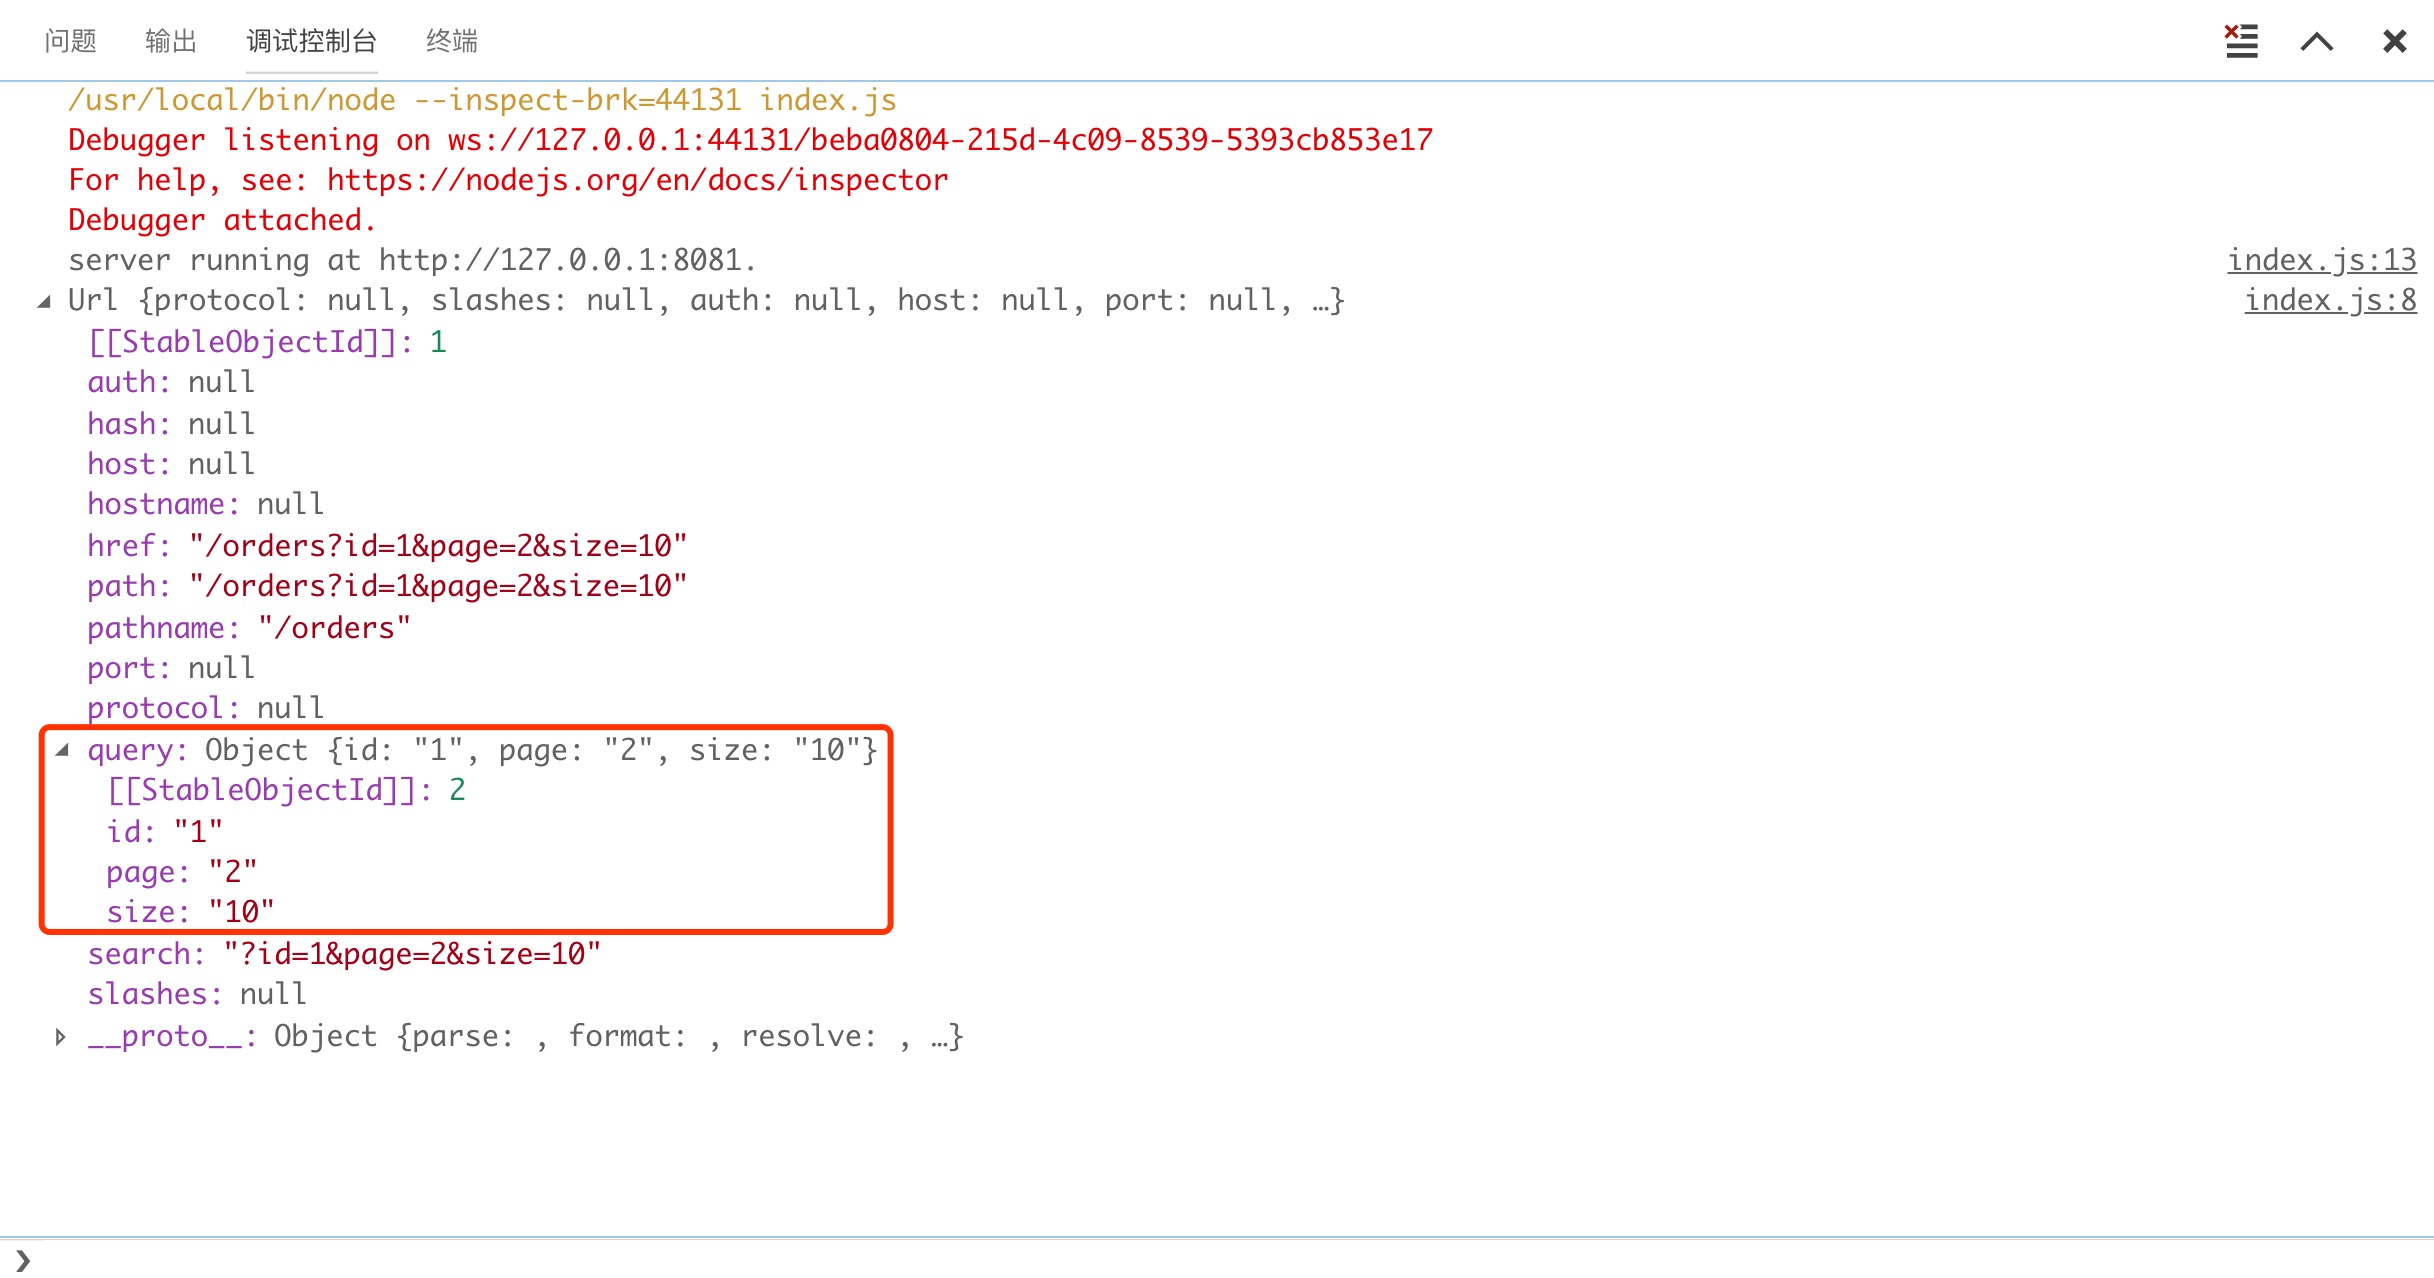 问题 输出 调试控制台 终端
/usr/local/bin/node --inspect-brk=44131 index.js
Debugger listening on ws://127.0.0.1:44131/beba0804-215d-4c09-8539-5393cb853e17
For help, see: https://nodejs.org/en/docs/inspector
Debugger attached.
server running at http://127.0.0.1:8081. index.js:13
Url {protocol: null, slashes: null, auth: null, host: null, port: null, …} index.js:8
[[StableObjectId]]: 1
auth: null
hash: null
host: null
hostname: null
href: "/orders?id=1&page=2&size=10"
path: "/orders?id=1&page=2&size=10"
pathname: "/orders"
port: null
protocol: null
query: Object {id: "1", page: "2", size: "10"}
[[StableObjectId]]: 2
id: "1"
page: "2"
size: "10"
search: "?id=1&page=2&size=10"
slashes: null
__proto__: Object {parse: , format: , resolve: , …}